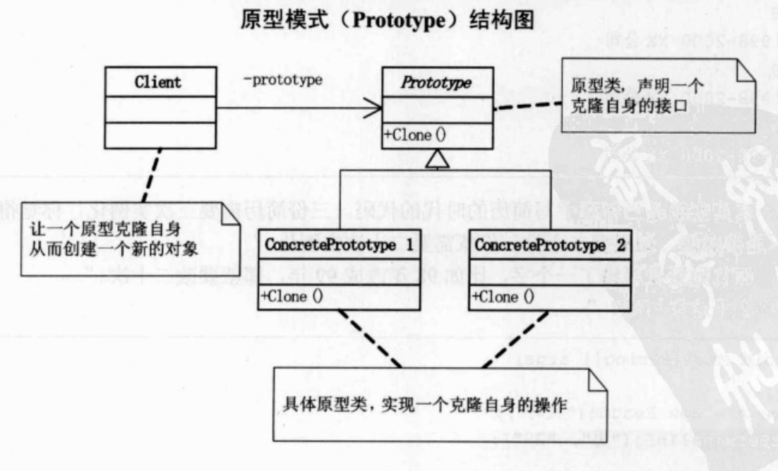 原型模式（Prototype）结构图
Client
-prototype
Prototype
+Clone()
原型类，声明一个
克隆自身的接口
让一个原型克隆自身
从而创建一个新的对象
ConcretePrototype 1
+Clone()
ConcretePrototype 2
+Clone()
具体原型类，实现一个克隆自身的操作